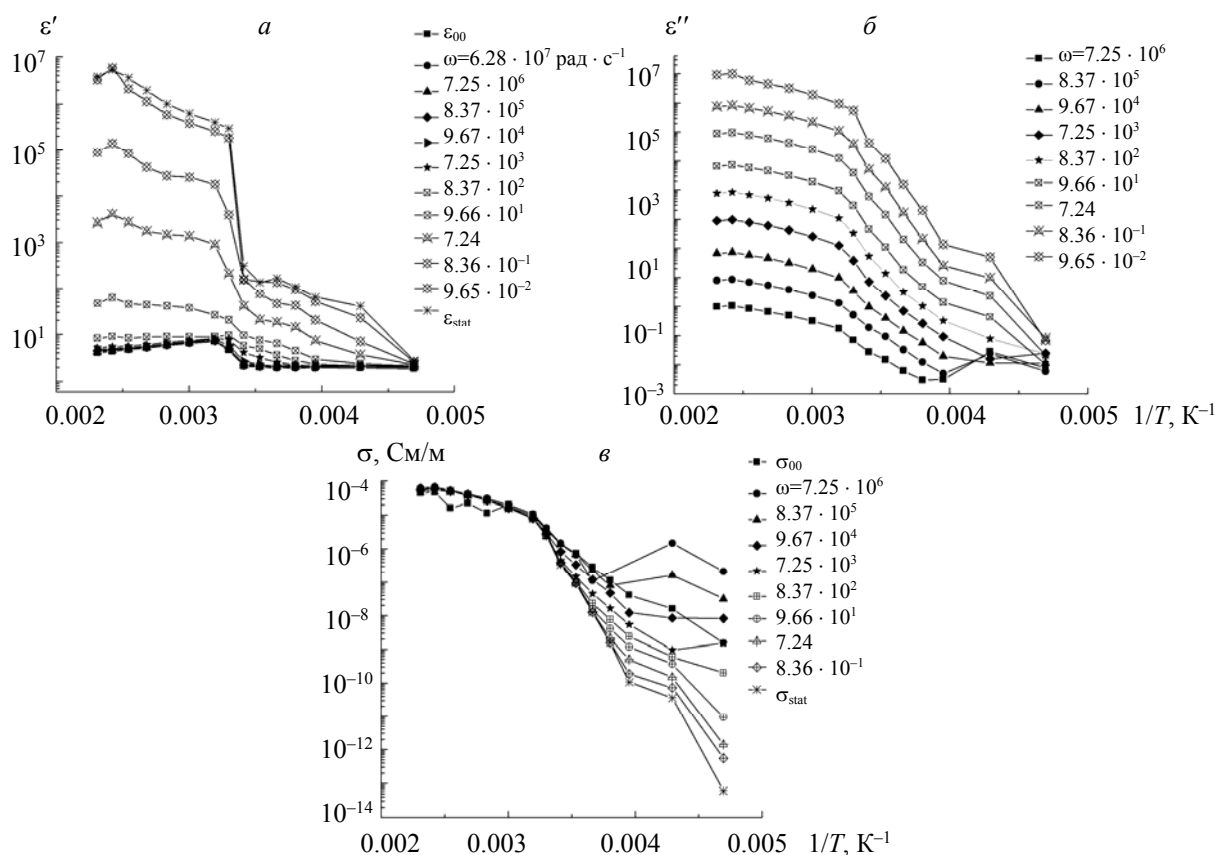 ε′
а
10⁷
10⁵
10³
10¹
0.002
0.003
0.004
0.005
ε₀₀
ω=6.28 · 10⁷ рад · с⁻¹
7.25 · 10⁶
8.37 · 10⁵
9.67 · 10⁴
7.25 · 10³
8.37 · 10²
9.66 · 10¹
7.24
8.36 · 10⁻¹
9.65 · 10⁻²
εstat
ε″
б
10⁷
10⁵
10³
10¹
10⁻¹
10⁻³
0.002
0.003
0.004
0.005
1/T, К⁻¹
ω=7.25 · 10⁶
8.37 · 10⁵
9.67 · 10⁴
7.25 · 10³
8.37 · 10²
9.66 · 10¹
7.24
8.36 · 10⁻¹
9.65 · 10⁻²
σ, См/м
в
10⁻⁴
10⁻⁶
10⁻⁸
10⁻¹⁰
10⁻¹²
10⁻¹⁴
0.002
0.003
0.004
0.005
1/T, К⁻¹
σ₀₀
ω=7.25 · 10⁶
8.37 · 10⁵
9.67 · 10⁴
7.25 · 10³
8.37 · 10²
9.66 · 10¹
7.24
8.36 · 10⁻¹
σstat